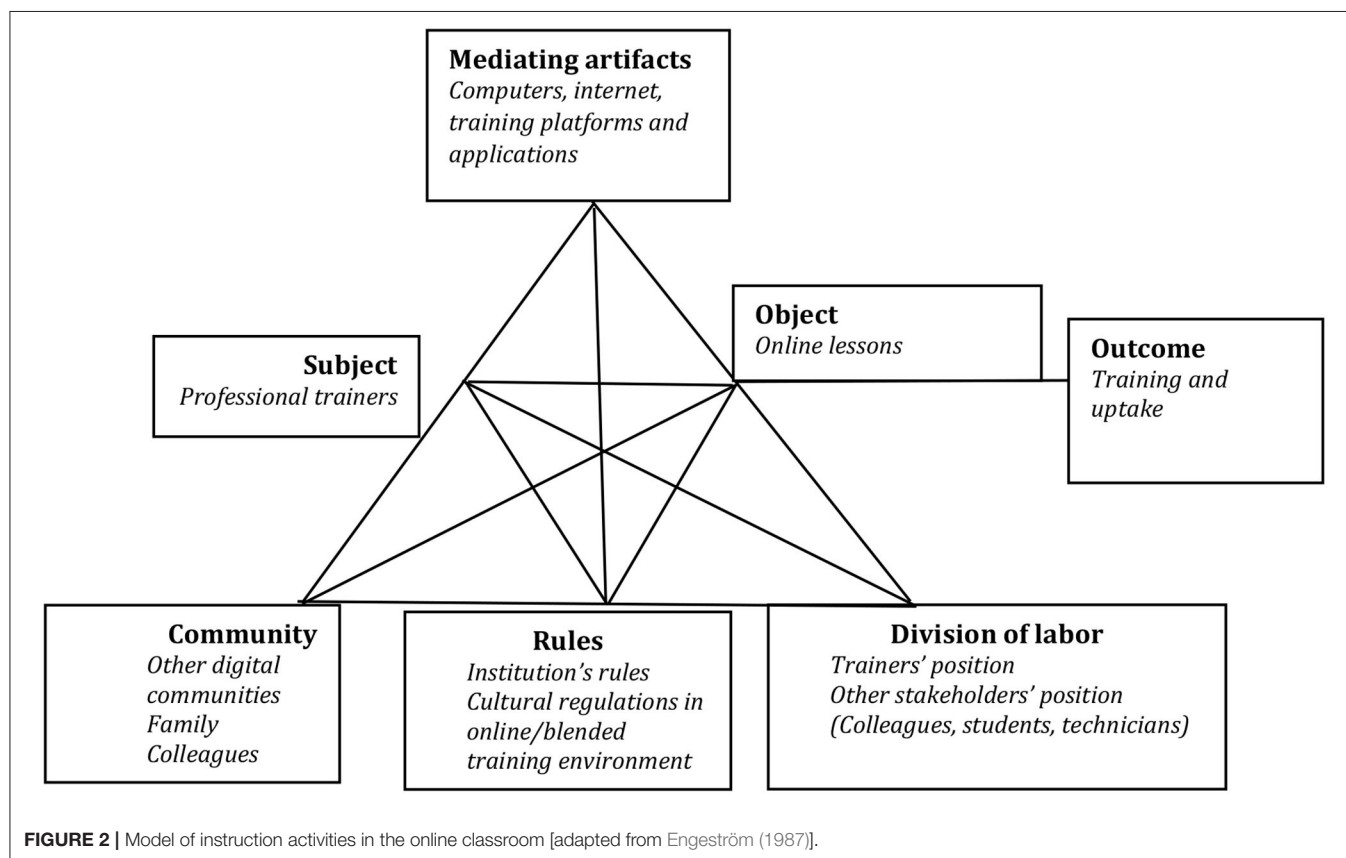 Mediating artifacts
Computers, internet,
training platforms and
applications
Object
Online lessons
Subject
Professional trainers
Outcome
Training and
uptake
Community
Other digital
communities
Family
Colleagues
Rules
Institution's rules
Cultural regulations in
online/blended
training environment
Division of labor
Trainers' position
Other stakeholders' position
(Colleagues, students, technicians)
FIGURE 2 | Model of instruction activities in the online classroom [adapted from Engeström (1987)].